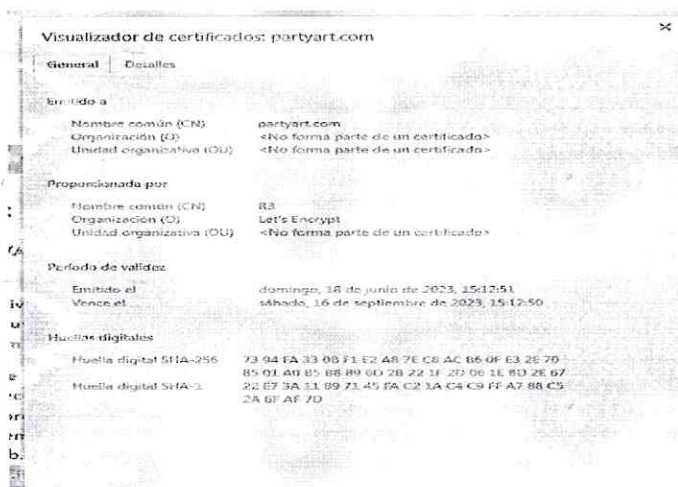 Visualizador de certificados: partyart.com
General Detalles
Emitido a
Nombre común (CN) partyart.com
Organización (O) <No forma parte de un certificado>
Unidad organizativa (OU) <No forma parte de un certificado>
Proporcionada por
Nombre común (CN) R3
Organización (O) Let's Encrypt
Unidad organizativa (OU) <No forma parte de un certificado>
Período de validez
Emitido el domingo, 18 de junio de 2023, 15:12:51
Vence el sábado, 16 de septiembre de 2023, 15:12:50
Huellas digitales
Huella digital SHA-256 73 94 FA 33 0B F1 E2 A8 7E C8 AC B6 0F E3 2E 70
85 01 A0 85 88 89 6D 2B 22 1F 2D 06 1E 8D 2E 67
Huella digital SHA-1 22 E7 3A 11 89 71 45 FA C2 1A C4 C9 FF A7 88 C5
2A 6F AF 7D